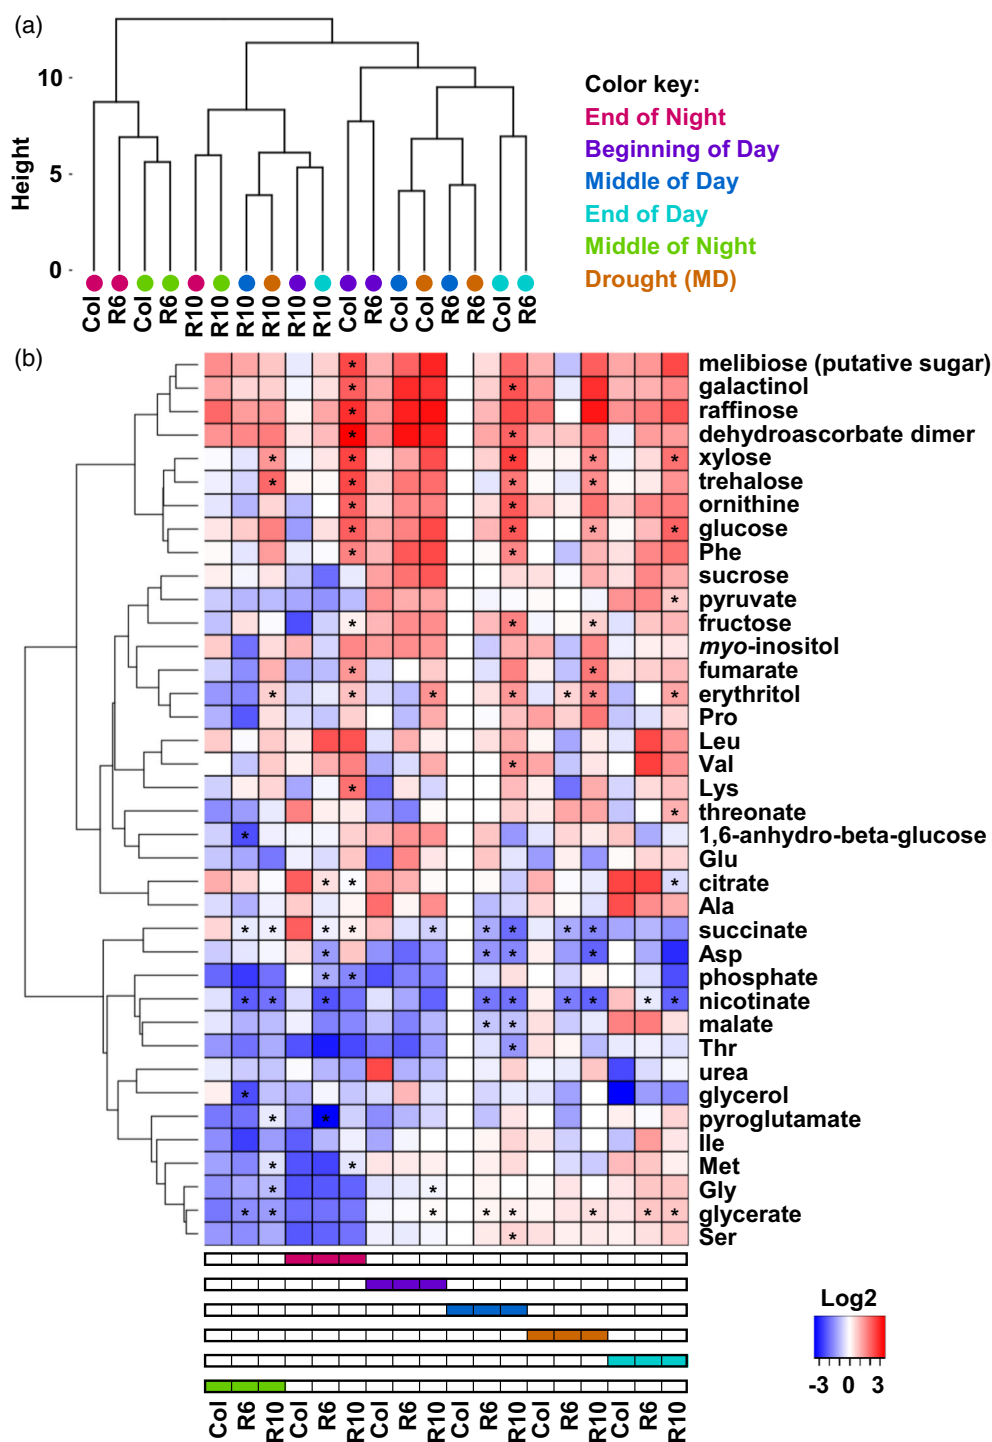 (a)
10
5
0
Height
Col R6 Col R6 R10 R10 R10 R10 R10 R10 Col R6 Col Col R6 R6 Col R6
Color key:
End of Night
Beginning of Day
Middle of Day
End of Day
Middle of Night
Drought (MD)
(b)
melibiose (putative sugar)
galactinol
raffinose
dehydroascorbate dimer
xylose
trehalose
ornithine
glucose
Phe
sucrose
pyruvate
fructose
myo-inositol
fumarate
erythritol
Pro
Leu
Val
Lys
threonate
1,6-anhydro-beta-glucose
Glu
citrate
Ala
succinate
Asp
phosphate
nicotinate
malate
Thr
urea
glycerol
pyroglutamate
Ile
Met
Gly
glycerate
Ser
Col R6 R10 Col R6 R10 Col R6 R10 Col R6 R10 Col R6 R10 Col R6 R10
Log2
-3 0 3